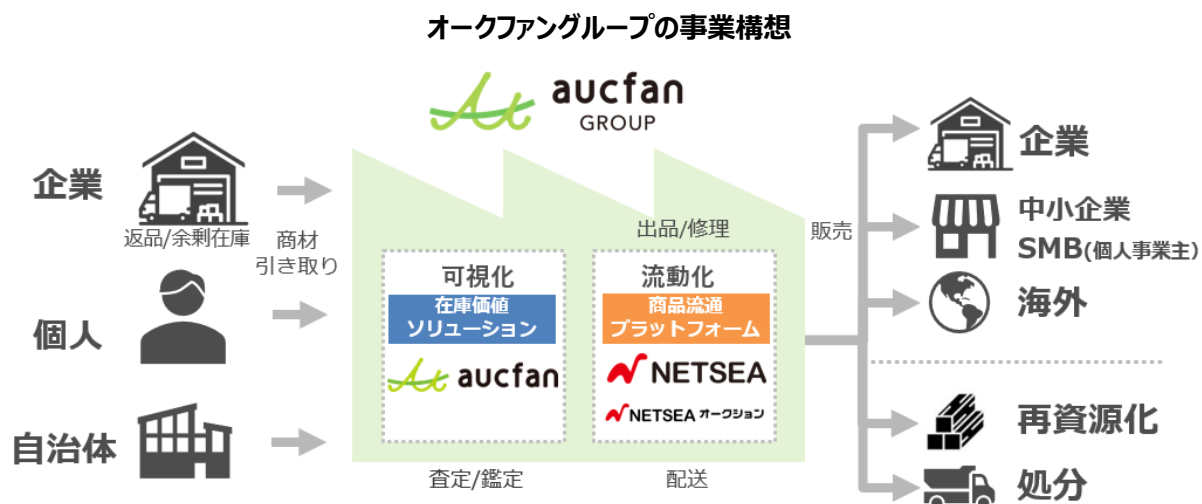 オークファングループの事業構想
aucfan
GROUP
企業
返品/余剰在庫
商材
引き取り
個人
自治体
出品/修理
可視化
在庫価値
ソリューション
aucfan
流動化
商品流通
プラットフォーム
NETSEA
NETSEA オークション
査定/鑑定
配送
販売
企業
中小企業
SMB(個人事業主)
海外
再資源化
処分